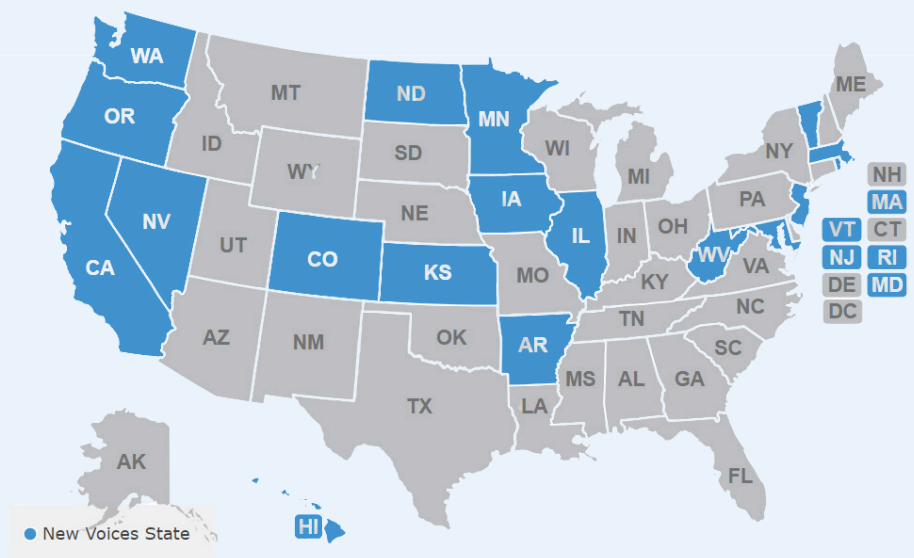 WA
MT
ND
MN
ME
OR
ID
SD
WI
NY
WY
MI
NH
IA
PA
MA
NV
NE
VT
CT
UT
CO
IL
IN
OH
WV
NJ
RI
CA
KS
MO
KY
VA
DE
MD
AZ
NM
OK
AR
TN
NC
DC
SC
TX
LA
MS
AL
GA
AK
FL
HI
New Voices State